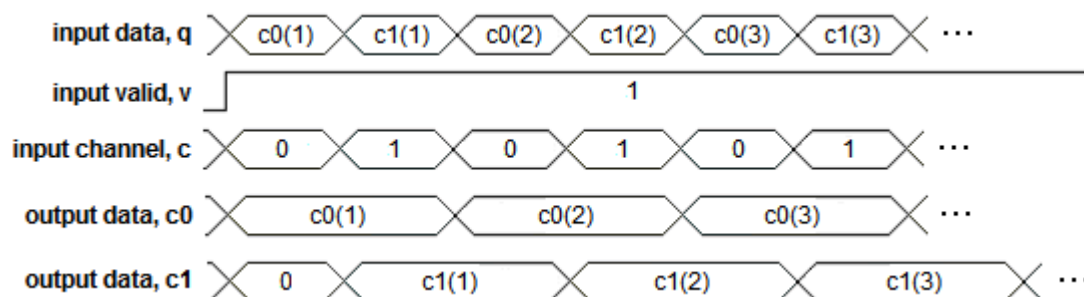 input data, q c0(1) c1(1) c0(2) c1(2) c0(3) c1(3) ...
input valid, v 1
input channel, c 0 1 0 1 0 1 ...
output data, c0 c0(1) c0(2) c0(3) ...
output data, c1 0 c1(1) c1(2) c1(3) ...